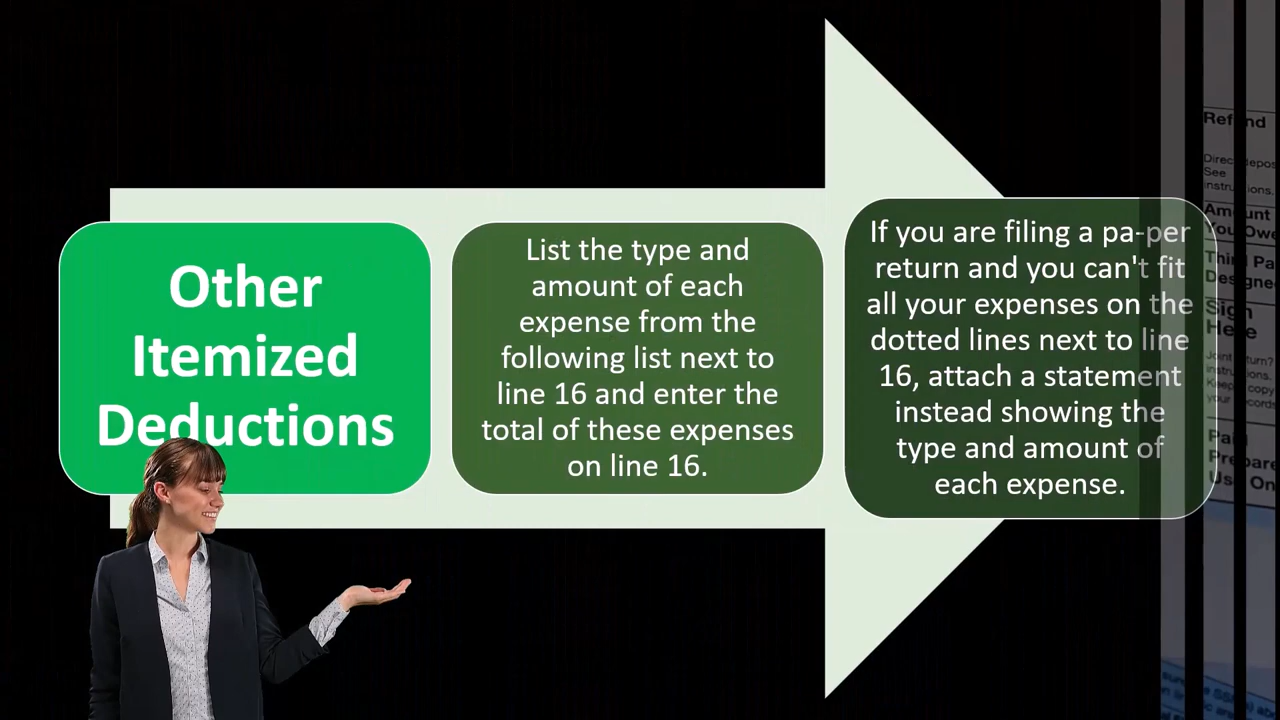 Other
Itemized
Deductions
List the type and
amount of each
expense from the
following list next to
line 16 and enter the
total of these expenses
on line 16.
If you are filing a pa-per
return and you can't fit
all your expenses on the
dotted lines next to line
16, attach a statement
instead showing the
type and amount of
each expense.
Refund
See
Amount
You Owe
Sign
Here